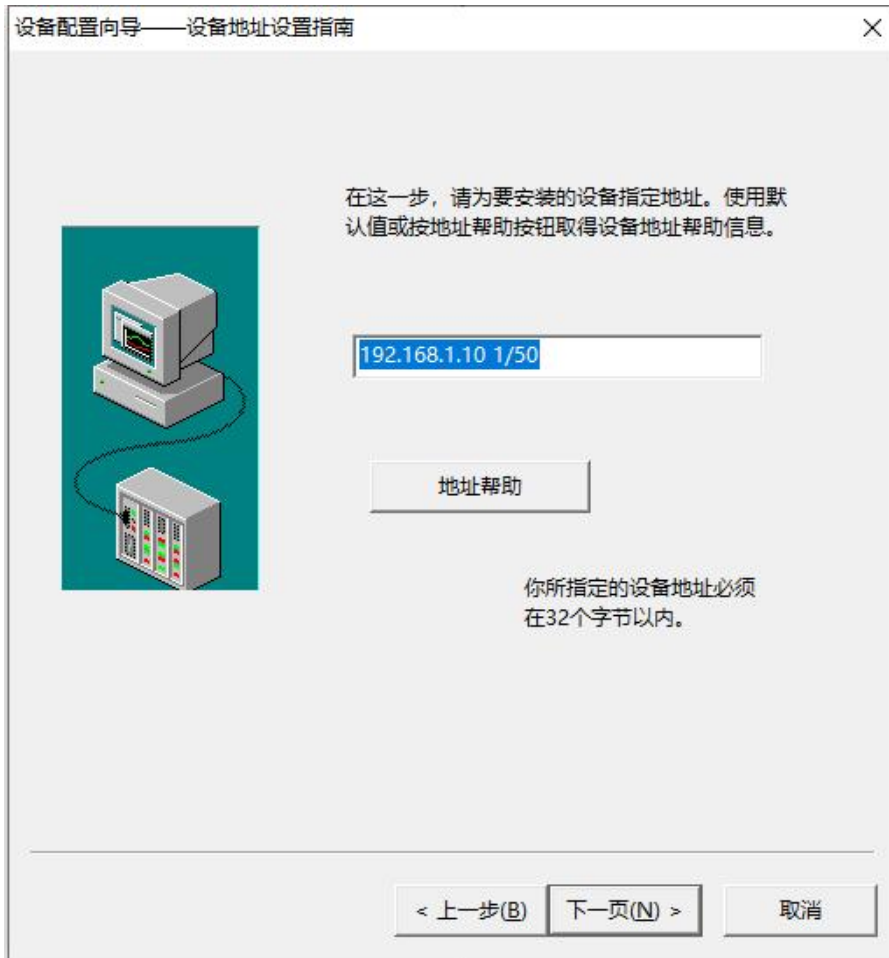 设备配置向导——设备地址设置指南
在这一步，请为要安装的设备指定地址。使用默
认值或按地址帮助按钮取得设备地址帮助信息。
192.168.1.10 1/50
地址帮助
你所指定的设备地址必须
在32个字节以内。
< 上一步(B) 下一页(N) > 取消